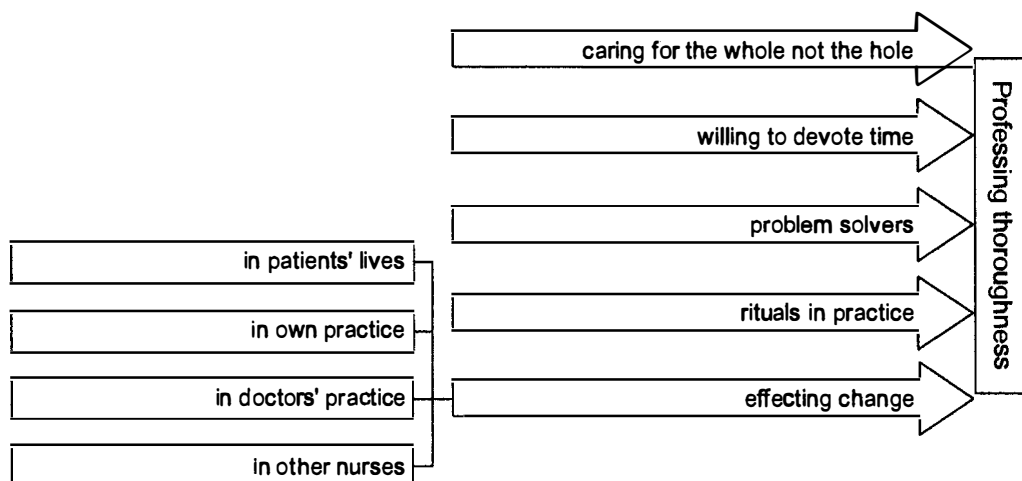 caring for the whole not the hole
willing to devote time
problem solvers
rituals in practice
effecting change
in patients' lives
in own practice
in doctors' practice
in other nurses
Professing thoroughness